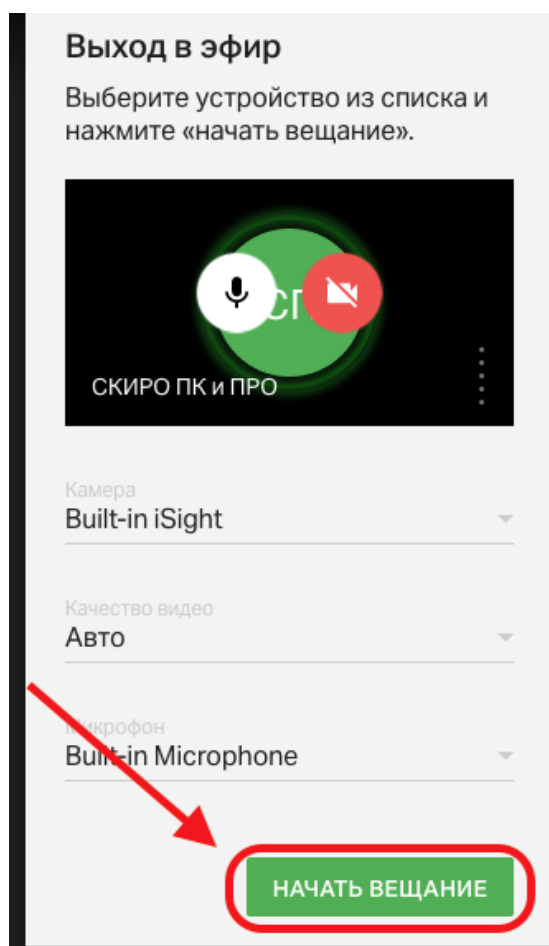 Выход в эфир
Выберите устройство из списка и
нажмите «начать вещание».
СКИРО ПК и ПРО
Камера
Built-in iSight
Качество видео
Авто
Микрофон
Built-in Microphone
НАЧАТЬ ВЕЩАНИЕ